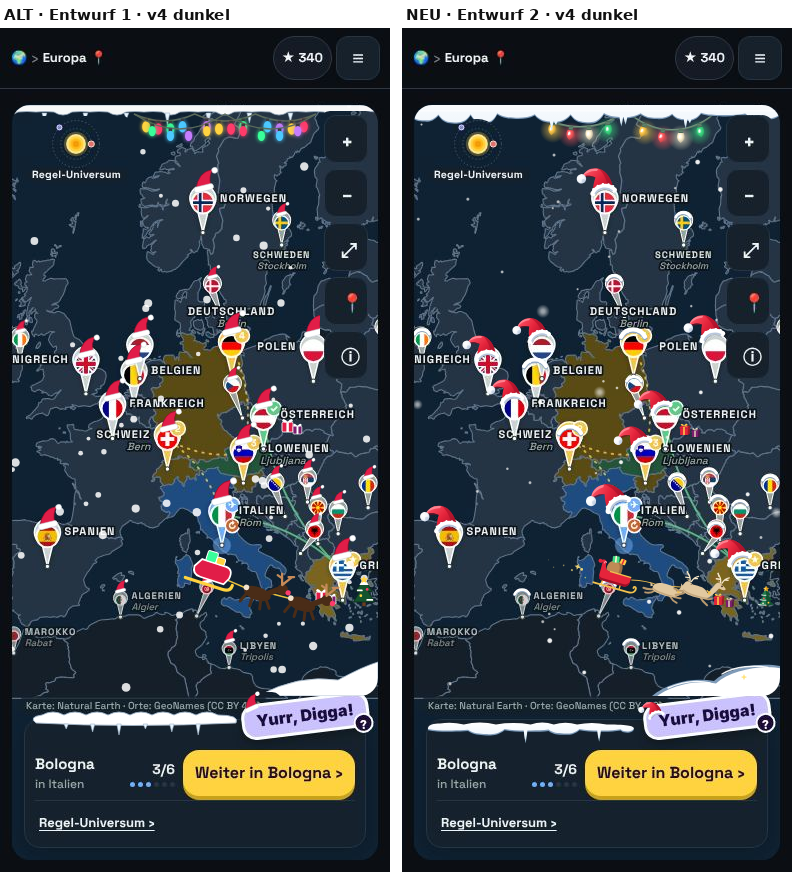 ALT · Entwurf 1 · v4 dunkel
> Europa
★ 340
≡
Regel-Universum
+
−
NORWEGEN
SCHWEDEN
Stockholm
DEUTSCHLAND
Berlin
POLEN
NIGREICH
BELGIEN
FRANKREICH
ÖSTERREICH
SCHWEIZ
Bern
LOWENIEN
Ljubljana
ITALIEN
Rom
SPANIEN
GRI
ALGERIEN
Algier
MAROKKO
Rabat
LIBYEN
Tripolis
Karte: Natural Earth · Orte: GeoNames (CC BY 4
Yurr, Digga!
?
Bologna
in Italien
3/6
Weiter in Bologna >
Regel-Universum >
NEU · Entwurf 2 · v4 dunkel
> Europa
★ 340
≡
Regel-Universum
+
−
NORWEGEN
SCHWEDEN
Stockholm
DEUTSCHLAND
Berlin
POLEN
NIGREICH
BELGIEN
FRANKREICH
ÖSTERREICH
SCHWEIZ
Bern
LOWENIEN
Ljubljana
ITALIEN
Rom
SPANIEN
GR
ALGERIEN
Algier
MAROKKO
Rabat
LIBYEN
Tripolis
Karte: Natural Earth · Orte: GeoNames (CC BY
Yurr, Digga!
?
Bologna
in Italien
3/6
Weiter in Bologna >
Regel-Universum >